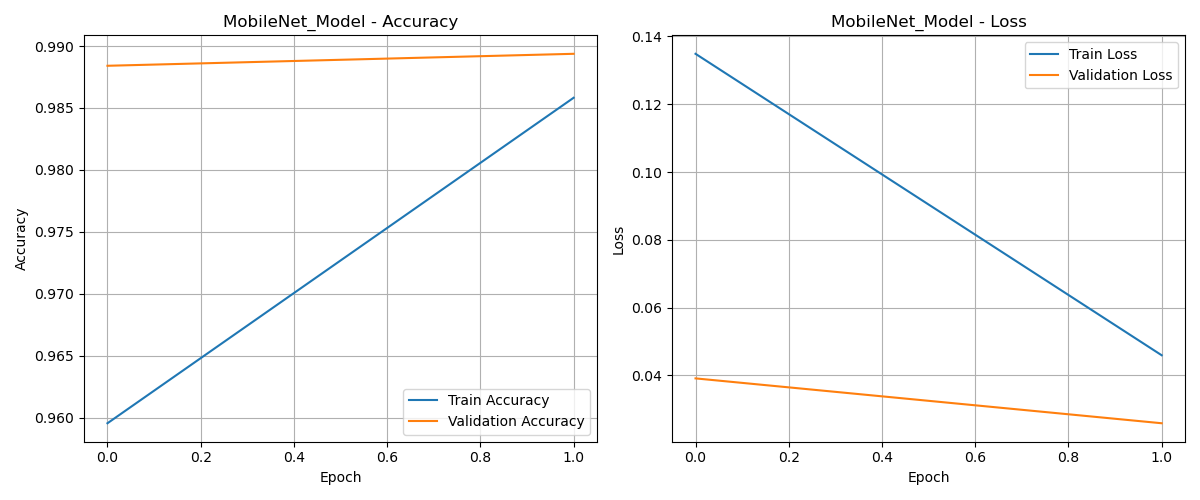 MobileNet_Model - Accuracy
0.990
0.985
0.980
0.975
0.970
0.965
0.960
Accuracy
Train Accuracy
Validation Accuracy
0.0 0.2 0.4 0.6 0.8 1.0
Epoch
MobileNet_Model - Loss
0.14
0.12
0.10
0.08
0.06
0.04
Loss
Train Loss
Validation Loss
0.0 0.2 0.4 0.6 0.8 1.0
Epoch